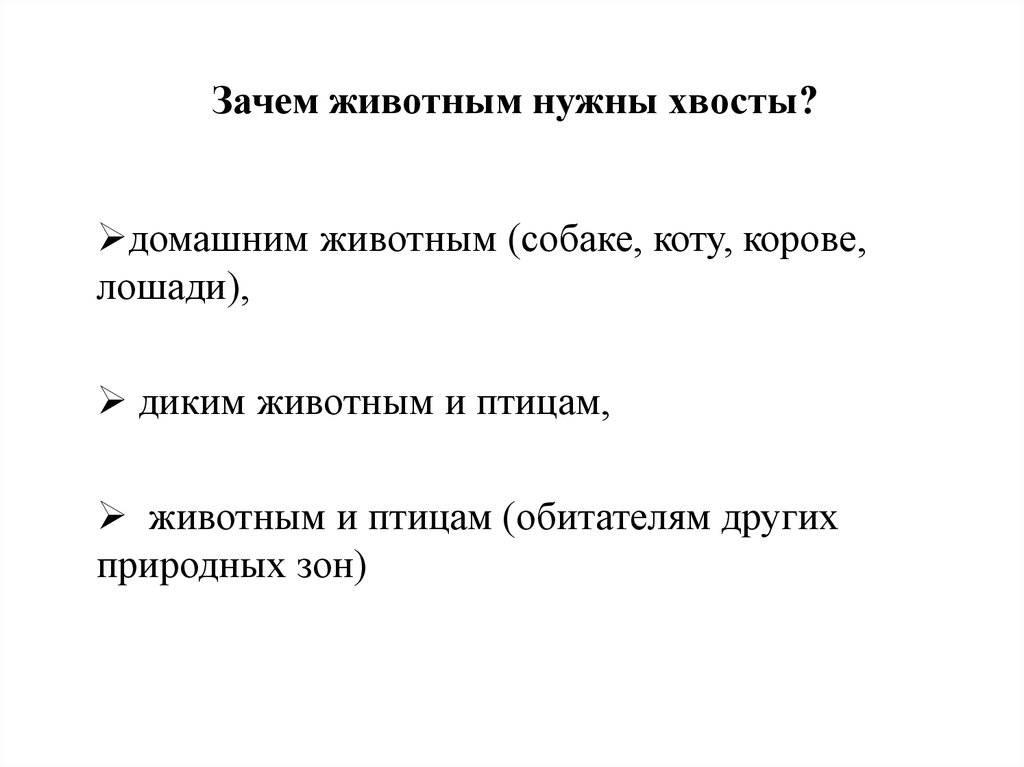 Зачем животным нужны хвосты?
➢домашним животным (собаке, коту, корове,
лошади),
➢ диким животным и птицам,
➢ животным и птицам (обитателям других
природных зон)